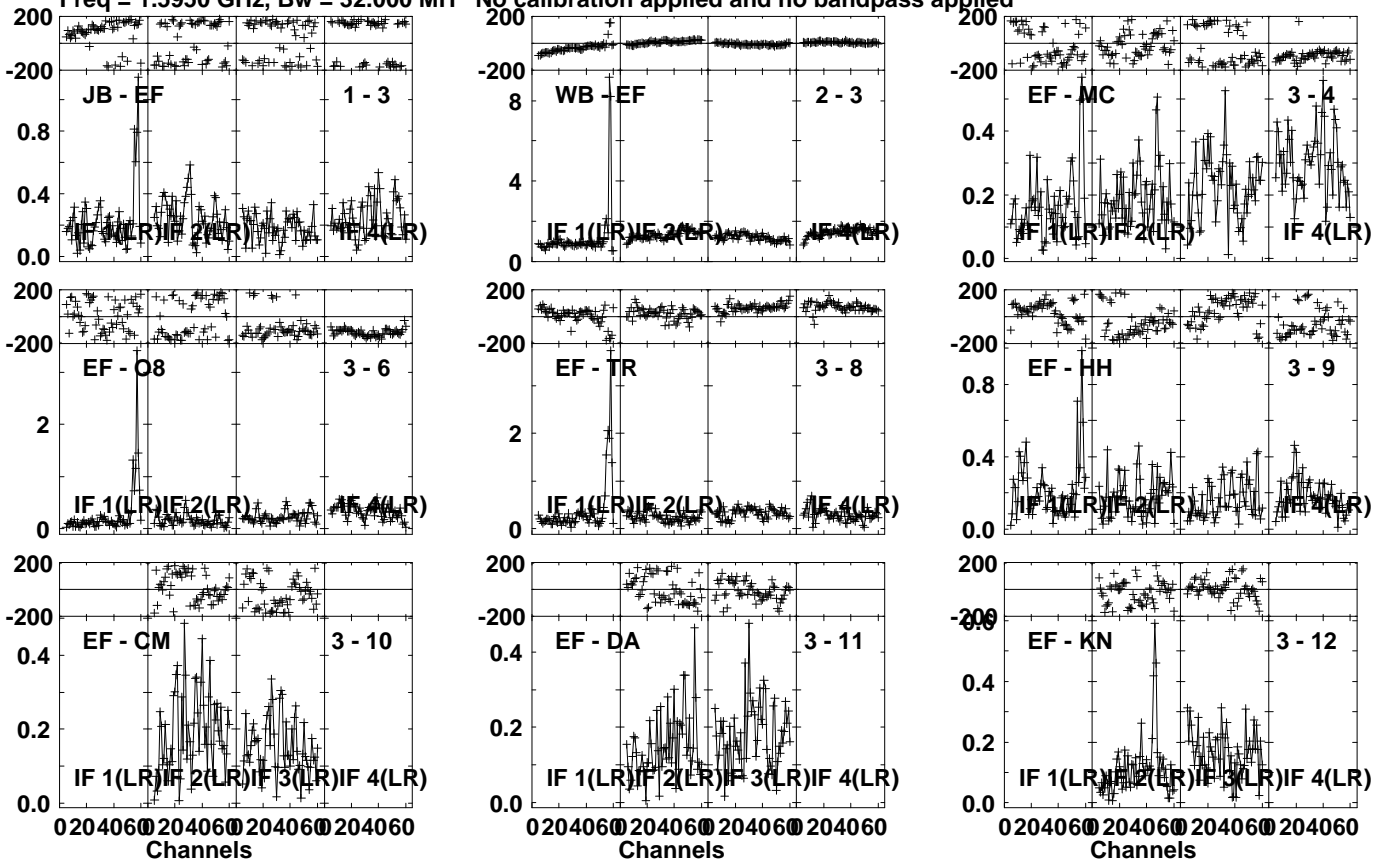 Freq = 1.5950 GHz, Bw = 32.000 MH No calibration applied and no bandpass applied
200
-200
JB - EF 1 - 3
0.8
0.4
0.0
IF 1(LR) IF 2(LR) IF 4(LR)
200
-200
WB - EF 2 - 3
8
4
0
IF 1(LR) IF 2(LR) IF 4(LR)
200
-200
EF - MC 3 - 4
0.4
0.2
0.0
IF 1(LR) IF 2(LR) IF 4(LR)
200
-200
EF - O8 3 - 6
2
0
IF 1(LR) IF 2(LR) IF 4(LR)
200
-200
EF - TR 3 - 8
2
0
IF 1(LR) IF 2(LR) IF 4(LR)
200
-200
EF - HH 3 - 9
0.8
0.4
0.0
IF 1(LR) IF 2(LR) IF 4(LR)
200
-200
EF - CM 3 - 10
0.4
0.2
0.0
IF 1(LR) IF 2(LR) IF 3(LR) IF 4(LR)
0 20 40 60 0 20 40 60 0 20 40 60 0 20 40 60
Channels
200
-200
EF - DA 3 - 11
0.4
0.2
0.0
IF 1(LR) IF 2(LR) IF 3(LR) IF 4(LR)
0 20 40 60 0 20 40 60 0 20 40 60 0 20 40 60
Channels
200
-200
0.6
EF - KN 3 - 12
0.4
0.2
0.0
IF 1(LR) IF 2(LR) IF 3(LR) IF 4(LR)
0 20 40 60 0 20 40 60 0 20 40 60 0 20 40 60
Channels